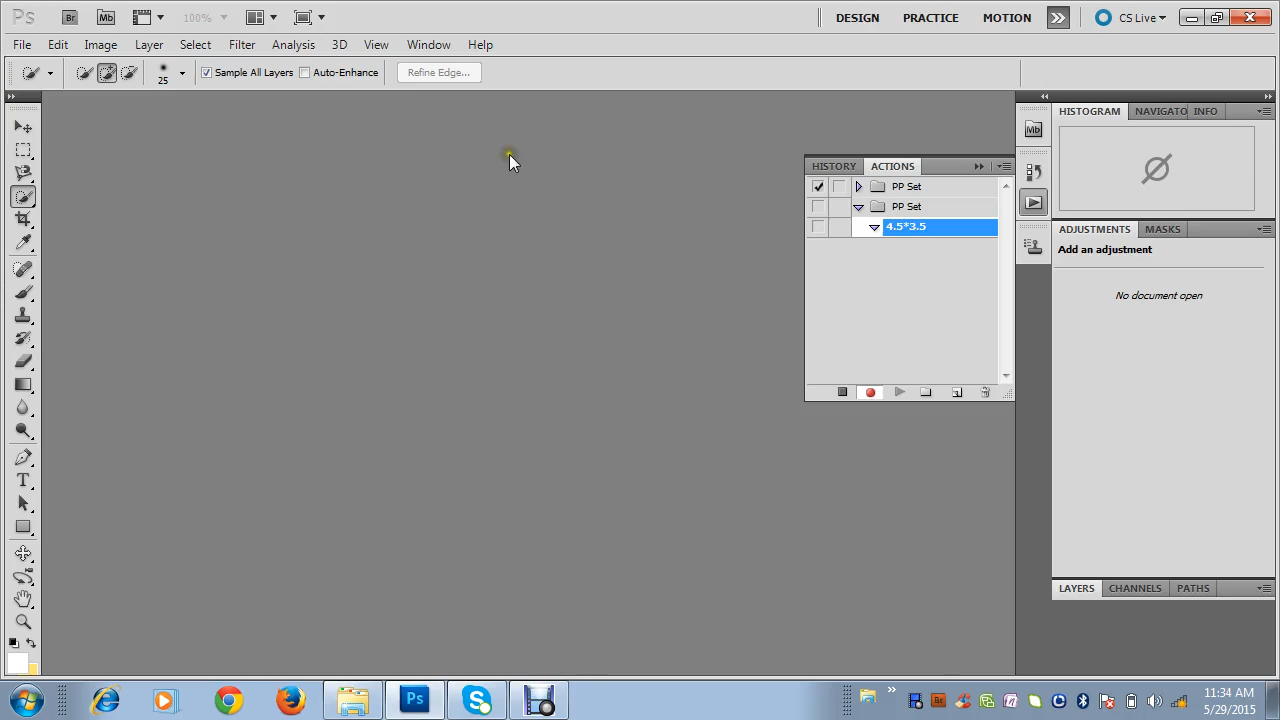 Ps Br Mb 100% DESIGN PRACTICE MOTION CS Live
File Edit Image Layer Select Filter Analysis 3D View Window Help
25 Sample All Layers Auto-Enhance Refine Edge...
HISTOGRAM NAVIGATO INFO
Mb
HISTORY ACTIONS
PP Set
PP Set
4.5*3.5
ADJUSTMENTS MASKS
Add an adjustment
No document open
LAYERS CHANNELS PATHS
Ps Br 11:34 AM
5/29/2015